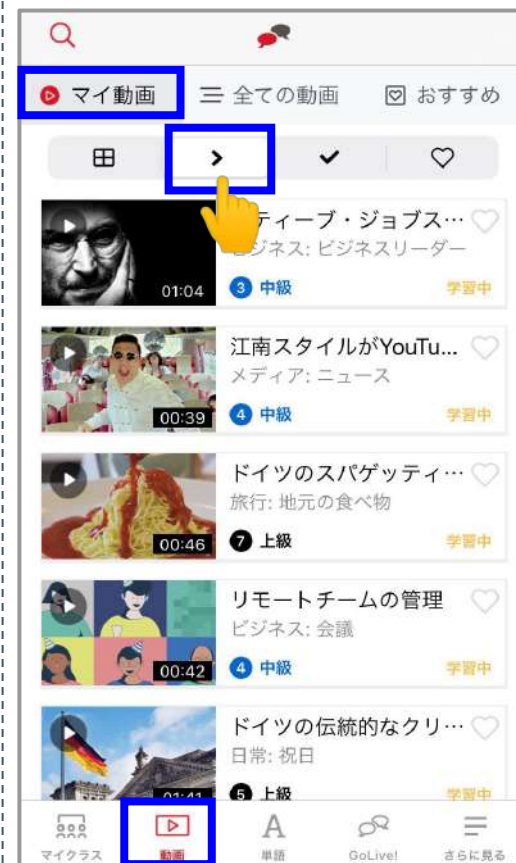 マイ動画
全ての動画
おすすめ
ティーブ・ジョブス…
ビジネス: ビジネスリーダー
01:04
3 中級
学習中
江南スタイルがYouTu...
メディア: ニュース
00:39
4 中級
学習中
ドイツのスパゲッティ…
旅行: 地元の食べ物
00:46
7 上級
学習中
リモートチームの管理
ビジネス: 会議
00:42
4 中級
学習中
ドイツの伝統的なクリ…
日常: 祝日
01:41
5 上級
学習中
マイクラス
動画
A
単語
GoLive!
さらに見る